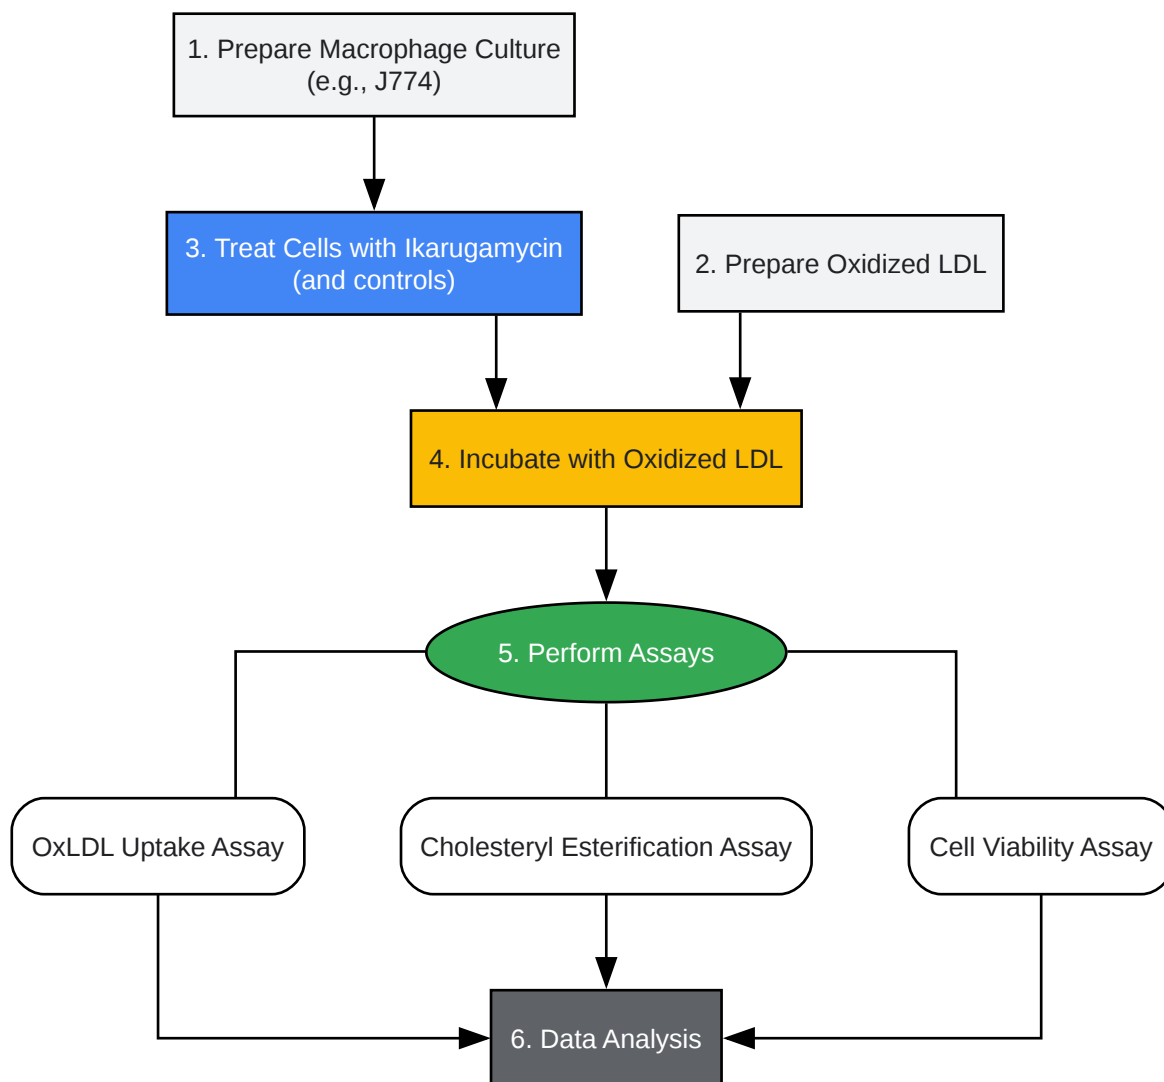 1. Prepare Macrophage Culture
(e.g., J774)
3. Treat Cells with Ikarugamycin
(and controls)
2. Prepare Oxidized LDL
4. Incubate with Oxidized LDL
5. Perform Assays
OxLDL Uptake Assay
Cholesteryl Esterification Assay
Cell Viability Assay
6. Data Analysis